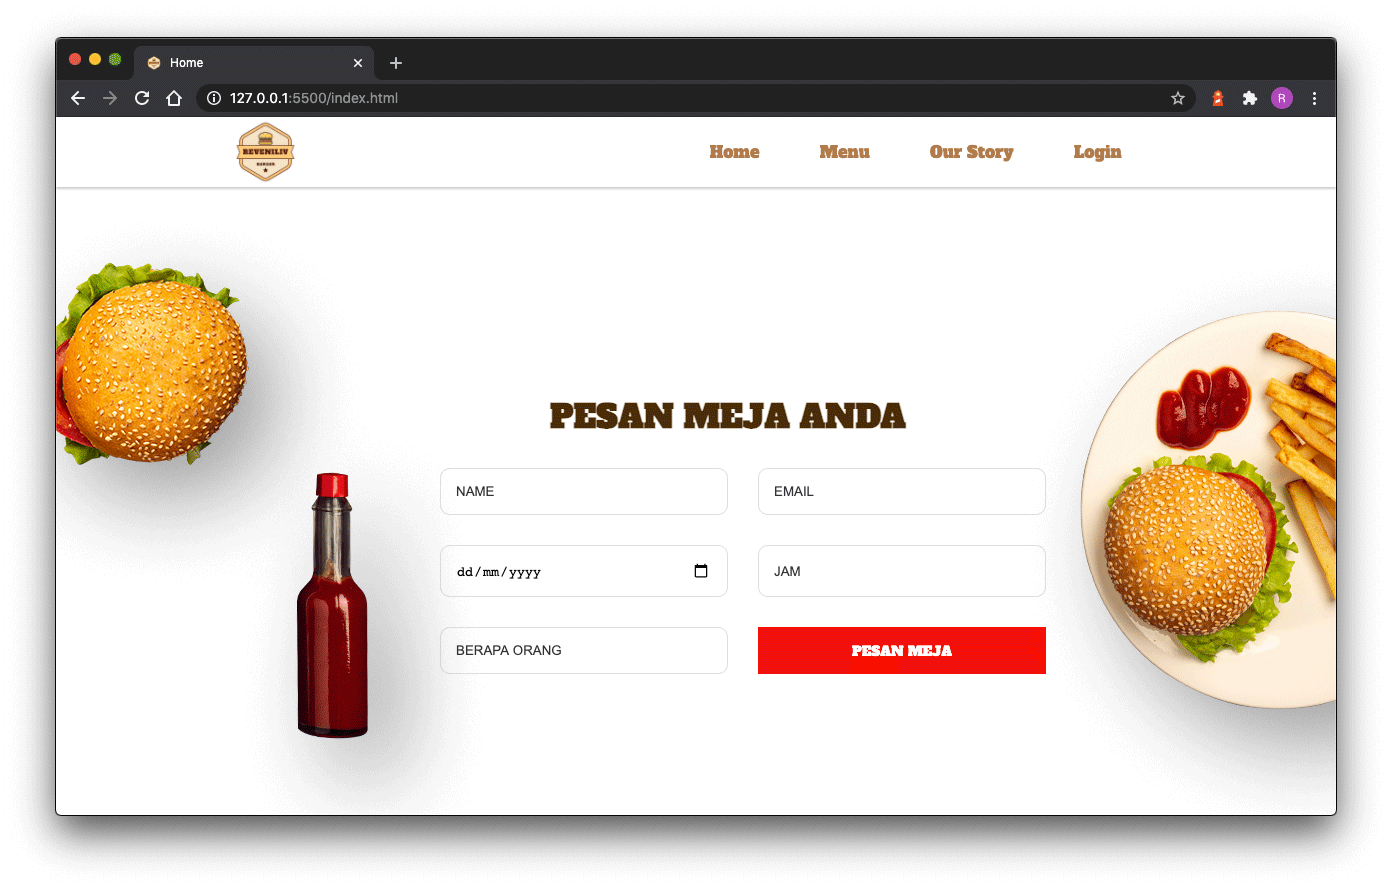 Home
127.0.0.1:5500/index.html
R
REVENILIV
BURGER
Home Menu Our Story Login
PESAN MEJA ANDA
NAME EMAIL
dd/mm/yyyy JAM
BERAPA ORANG PESAN MEJA